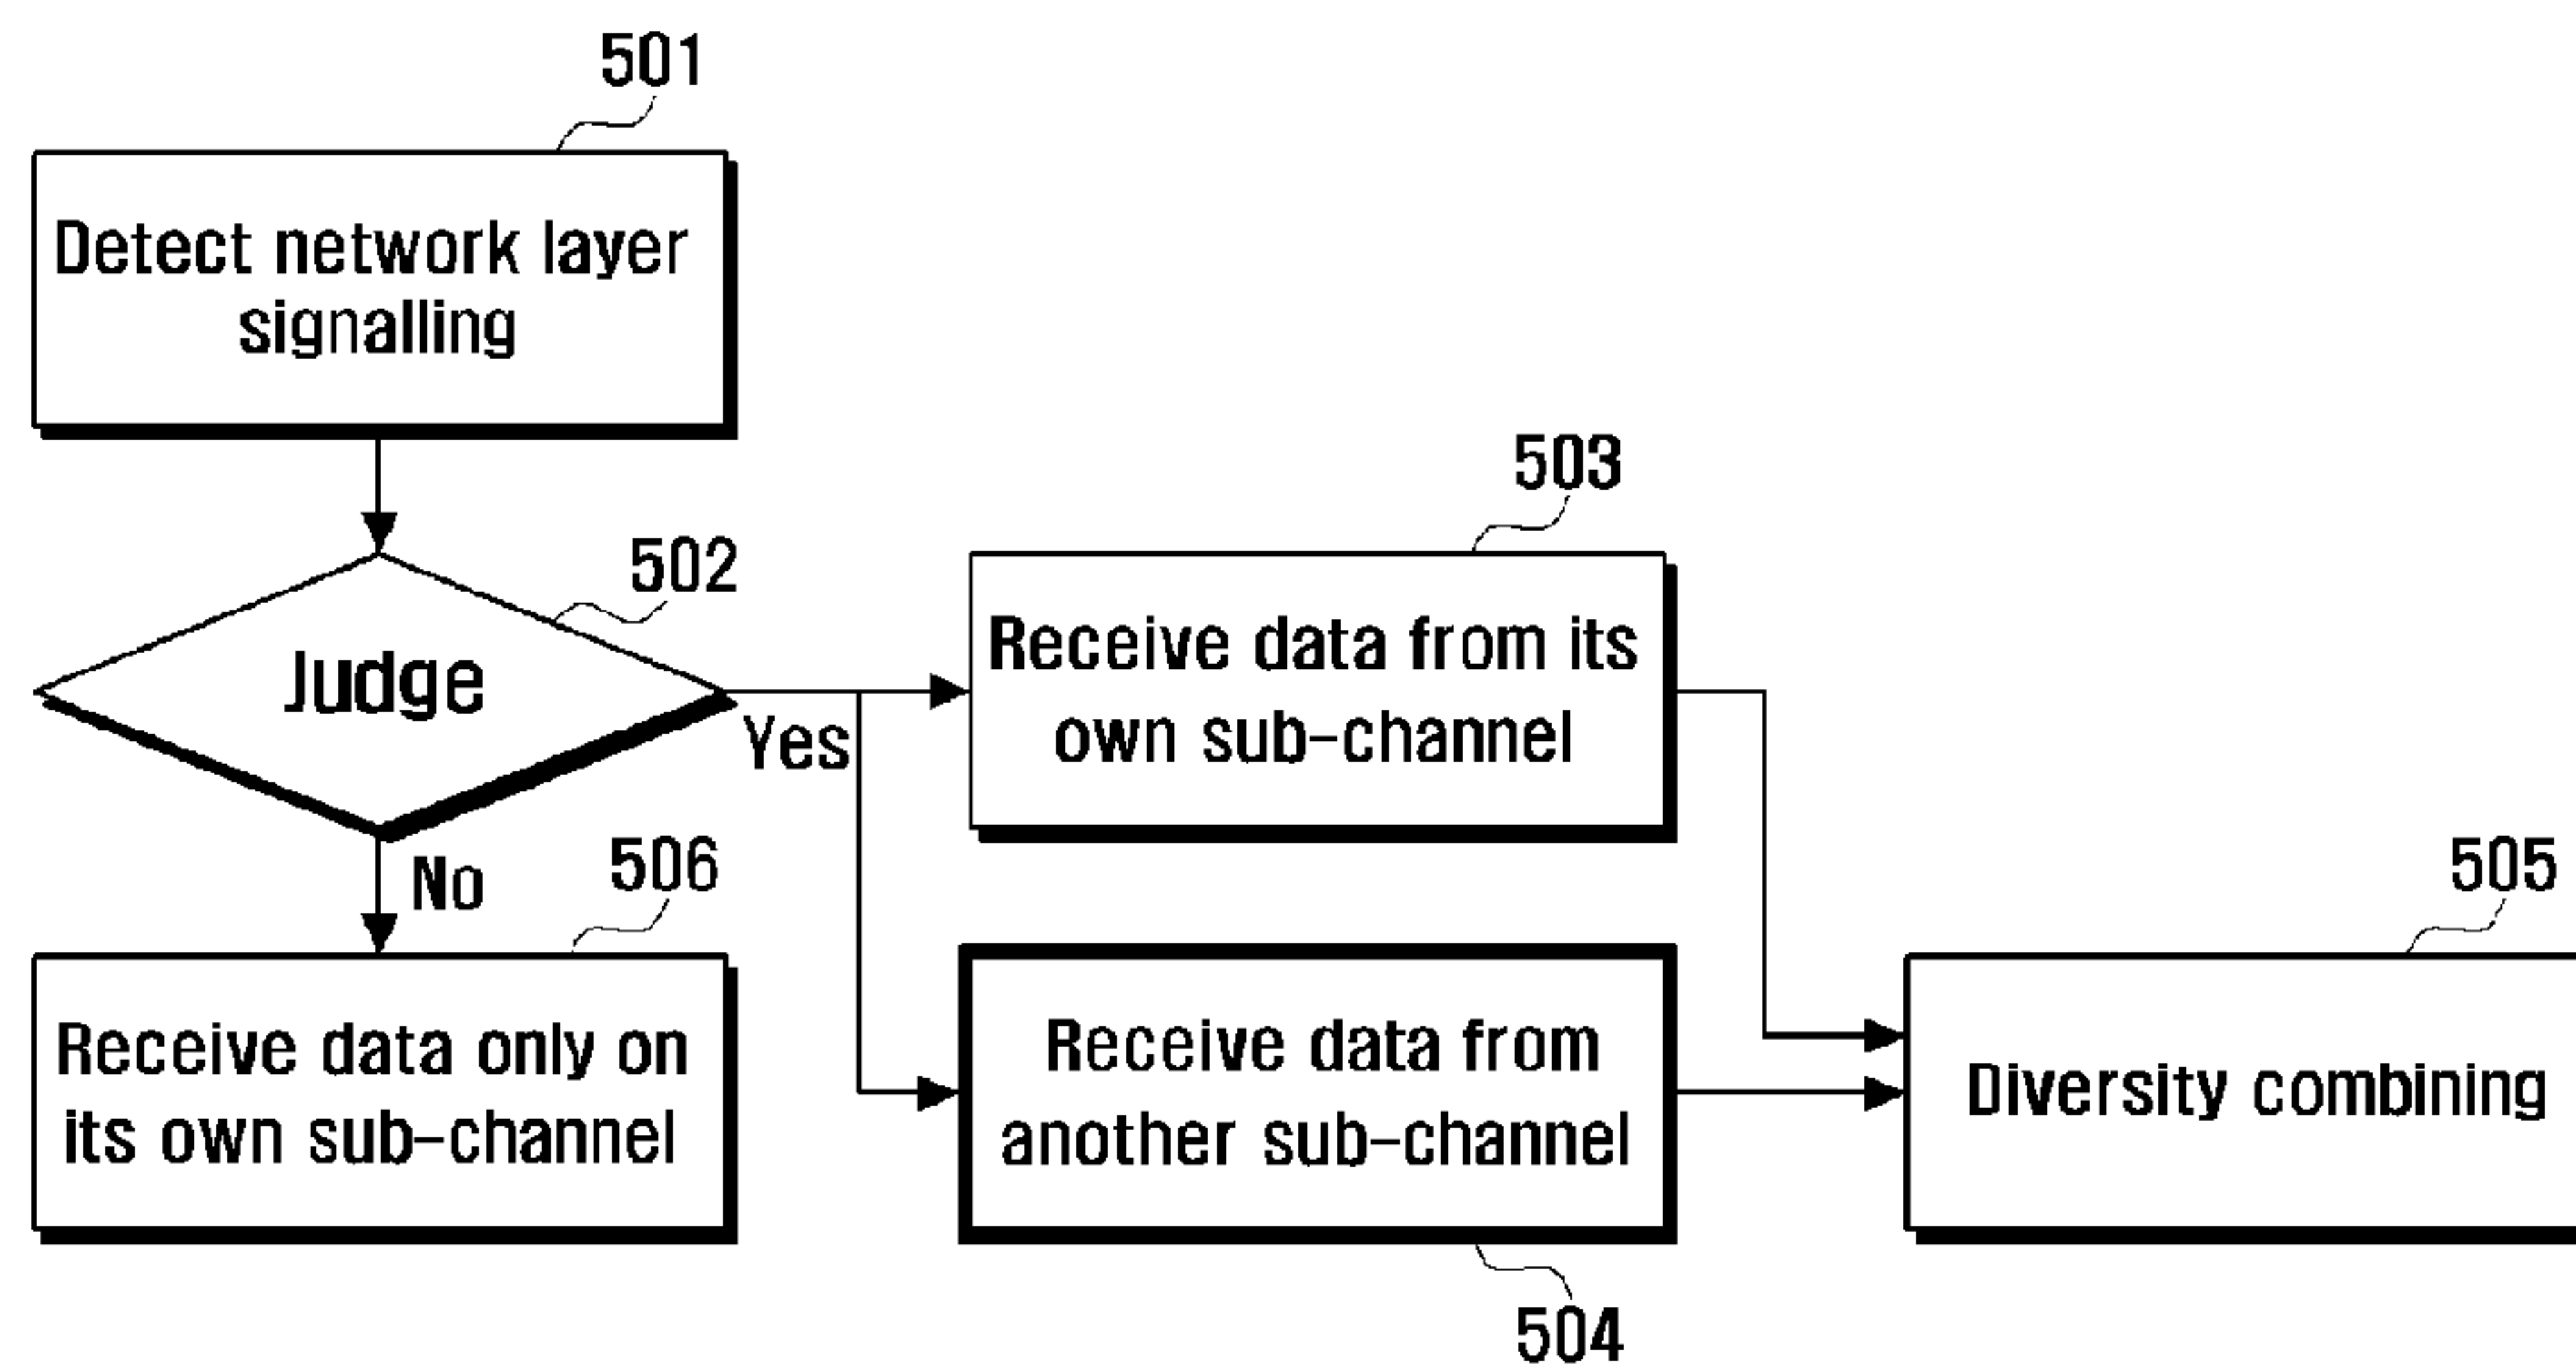 501
Detect network layer
signalling
502
Judge
Yes
No
503
Receive data from its
own sub-channel
506
Receive data only on
its own sub-channel
Receive data from
another sub-channel
504
505
Diversity combining